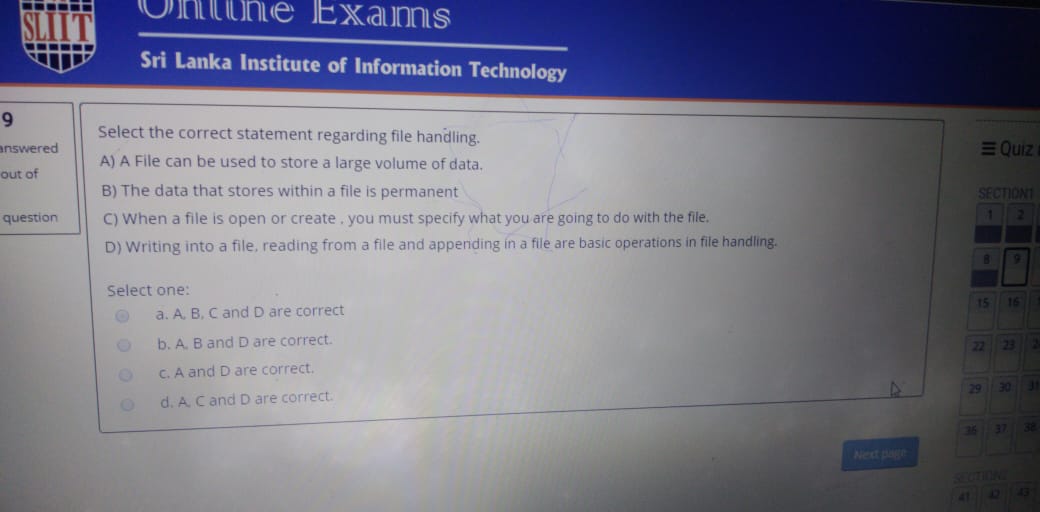 SLIIT
Online Exams
Sri Lanka Institute of Information Technology
9
answered
out of
question
Select the correct statement regarding file handling.
A) A File can be used to store a large volume of data.
B) The data that stores within a file is permanent
C) When a file is open or create , you must specify what you are going to do with the file.
D) Writing into a file, reading from a file and appending in a file are basic operations in file handling.
Select one:
a. A, B, C and D are correct
b. A, B and D are correct.
c. A and D are correct.
d. A, C and D are correct.
Next page
Quiz
SECTION1
1 2
8 9
15 16
22 23
29 30
36 37 38
41 42 43